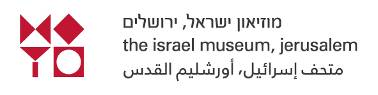 מוזיאון ישראל, ירושלים
the israel museum, jerusalem
متحف إسرائيل، أورشليم القدس